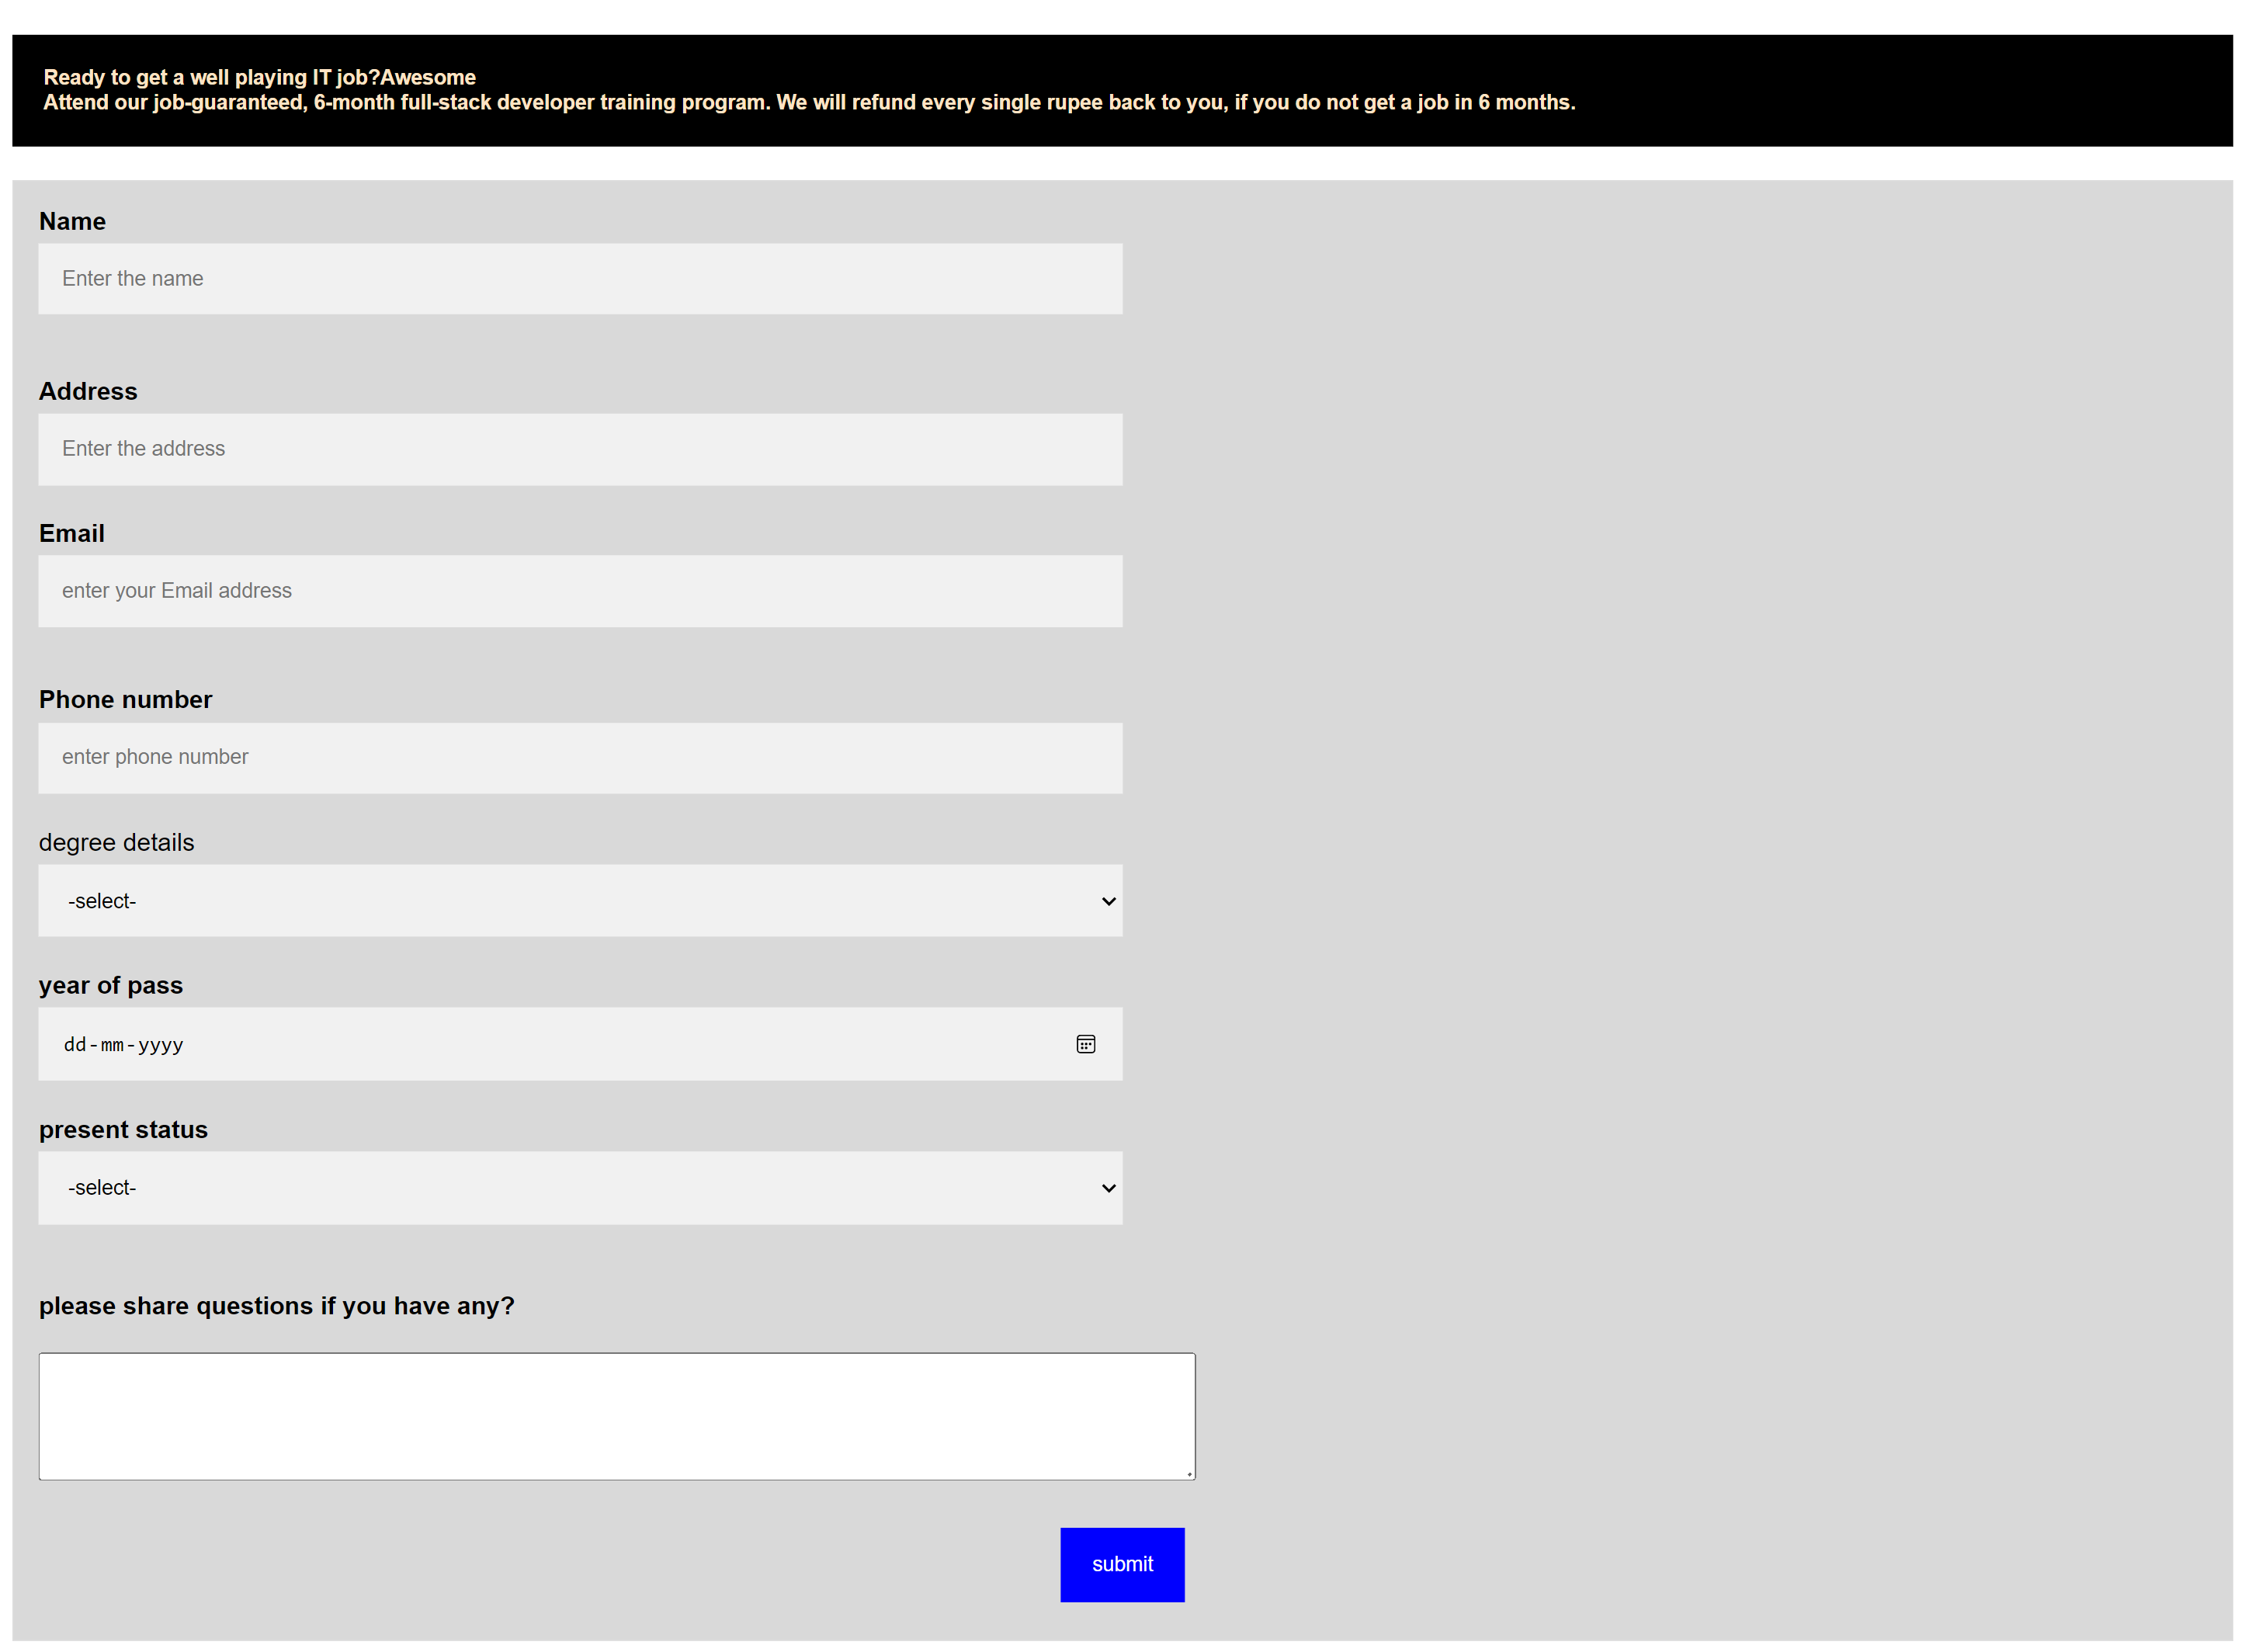 Ready to get a well playing IT job?Awesome
Attend our job-guaranteed, 6-month full-stack developer training program. We will refund every single rupee back to you, if you do not get a job in 6 months.
Name
Enter the name
Address
Enter the address
Email
enter your Email address
Phone number
enter phone number
degree details
-select-
year of pass
dd-mm-yyyy
present status
-select-
please share questions if you have any?
submit